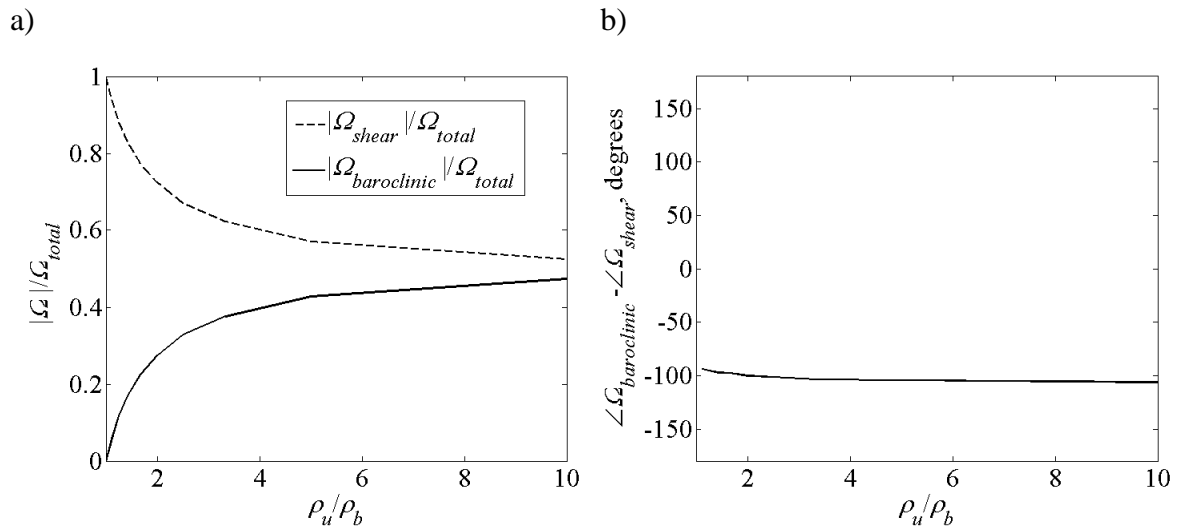 a)
1
0.8
0.6
0.4
0.2
0
|Ω|/Ω_total
|Ω_shear|/Ω_total
|Ω_baroclinic|/Ω_total
2 4 6 8 10
ρ_u/ρ_b
b)
150
100
50
0
-50
-100
-150
∠Ω_baroclinic -∠Ω_shear, degrees
2 4 6 8 10
ρ_u/ρ_b